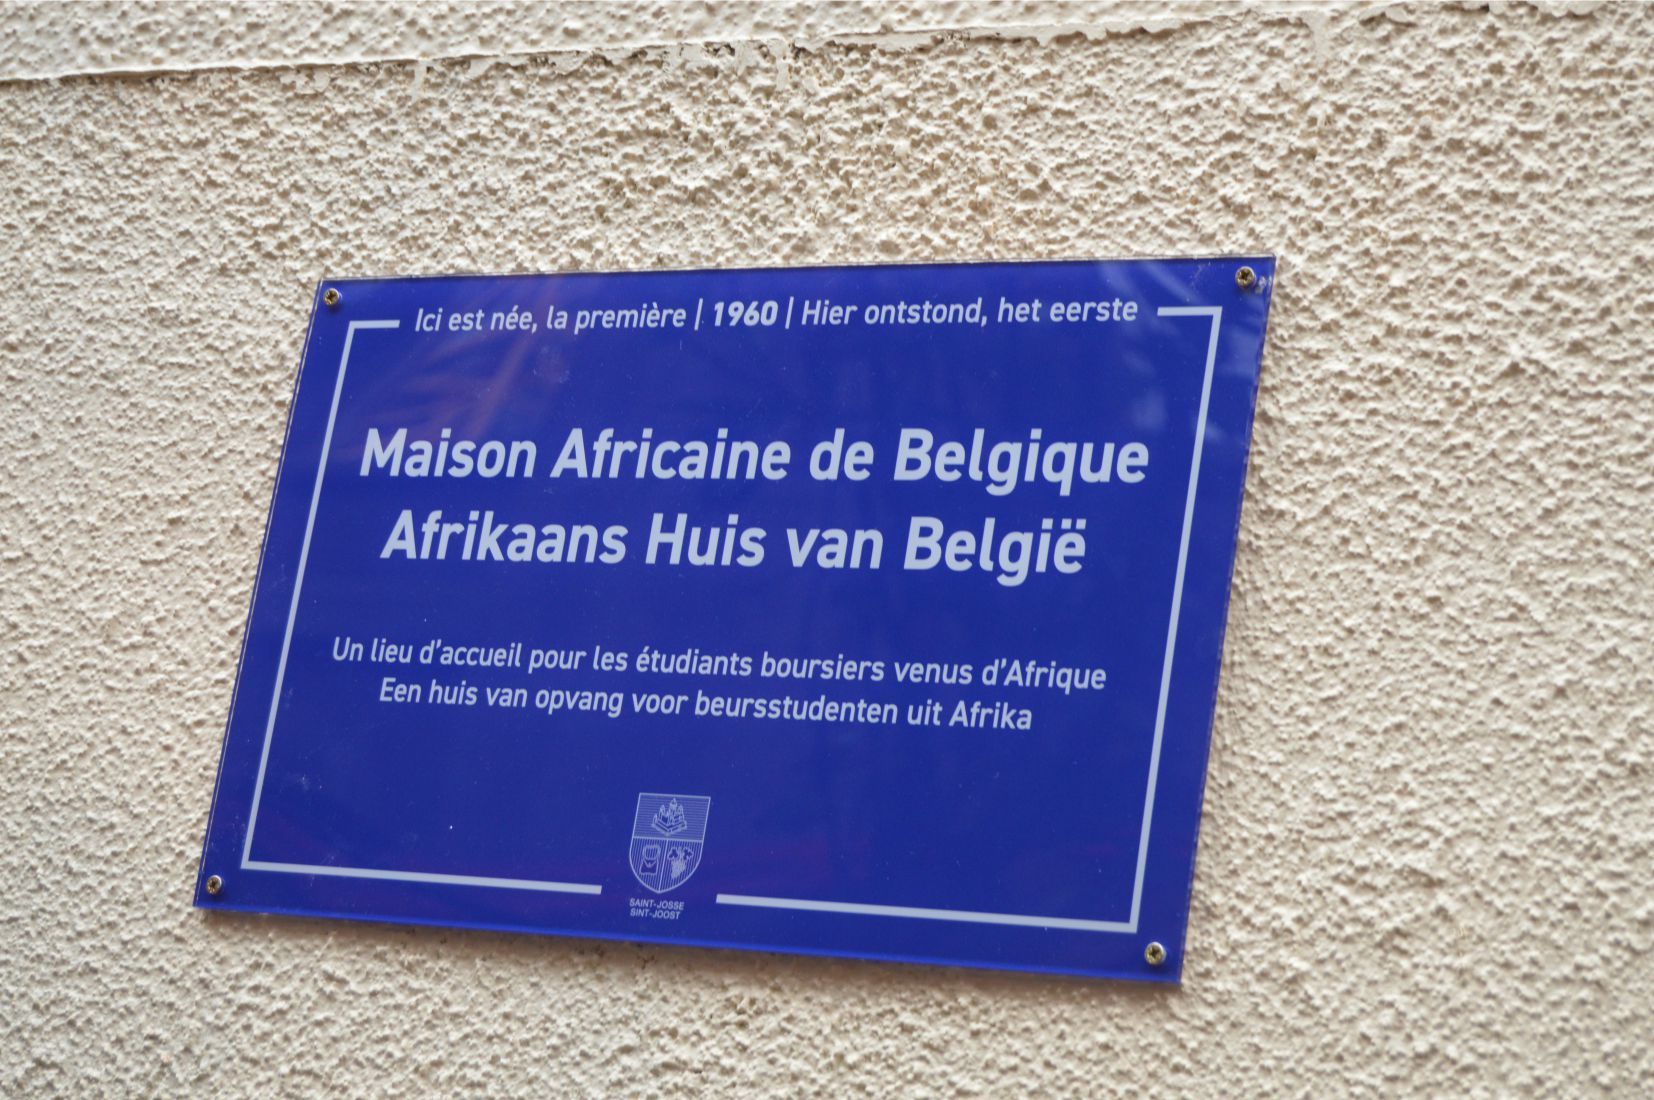 Ici est née, la première | 1960 | Hier ontstond, het eerste
Maison Africaine de Belgique
Afrikaans Huis van België
Un lieu d'accueil pour les étudiants boursiers venus d'Afrique
Een huis van opvang voor beursstudenten uit Afrika
SAINT-JOSSE
SINT-JOOST